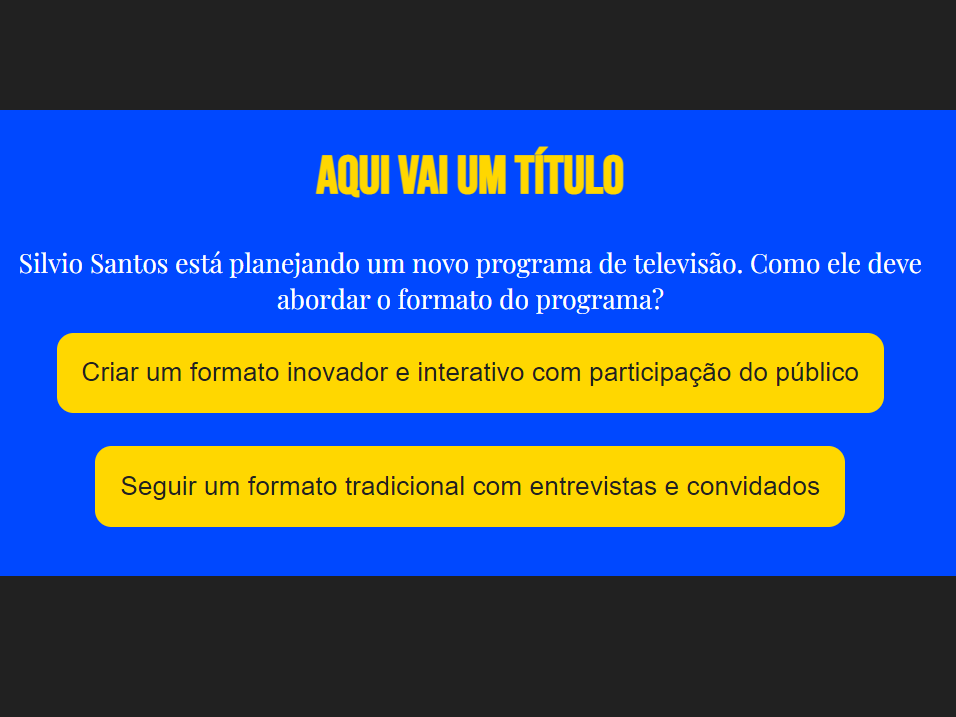 AQUI VAI UM TÍTULO
Silvio Santos está planejando um novo programa de televisão. Como ele deve
abordar o formato do programa?
Criar um formato inovador e interativo com participação do público
Seguir um formato tradicional com entrevistas e convidados